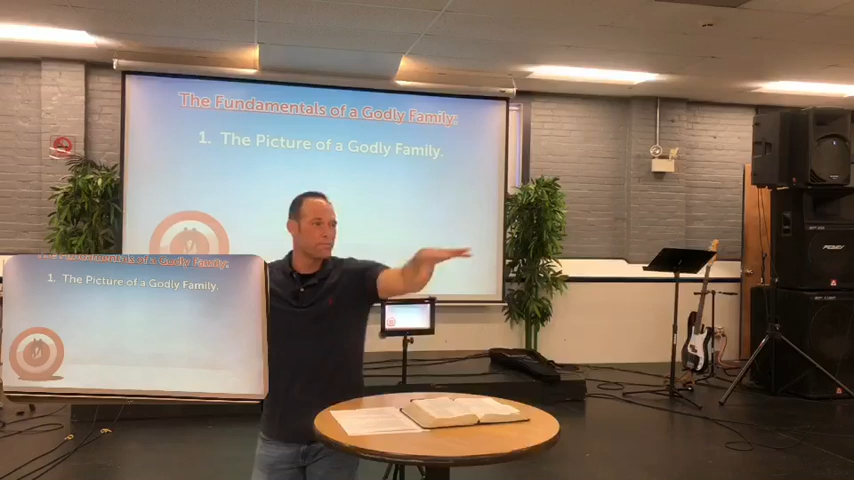 The Fundamentals of a Godly Family:
1. The Picture of a Godly Family.
Fundamentals of a Godly Family:
1. The Picture of a Godly Family.
PEAVEY